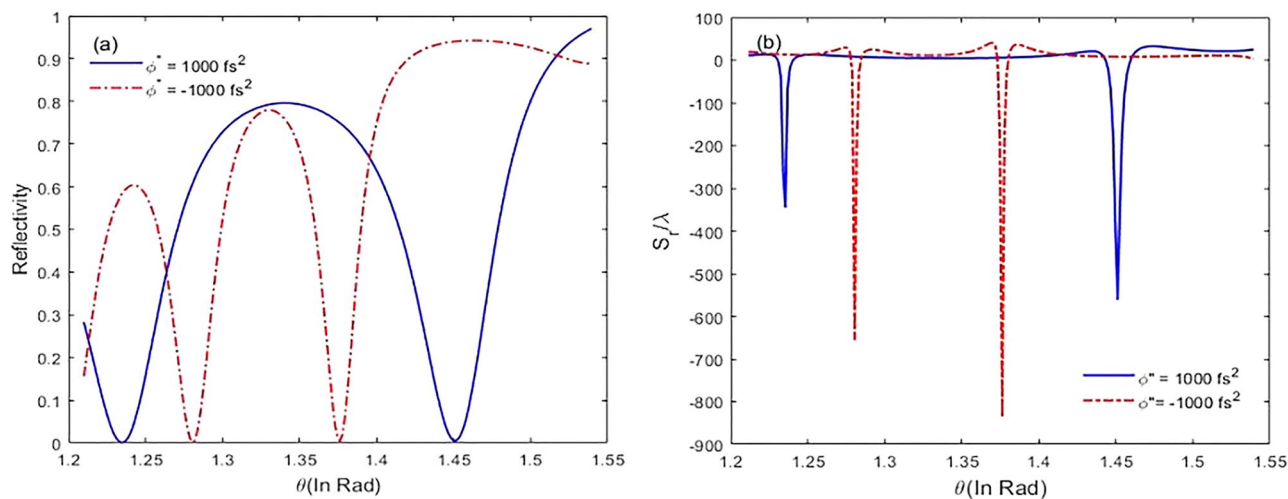 (a)
ϕ" = 1000 fs²
ϕ" = -1000 fs²
Reflectivity
1
0.9
0.8
0.7
0.6
0.5
0.4
0.3
0.2
0.1
0
1.2 1.25 1.3 1.35 1.4 1.45 1.5 1.55
θ(In Rad)
(b)
Sᵣ/λ
100
0
-100
-200
-300
-400
-500
-600
-700
-800
-900
ϕ" = 1000 fs²
ϕ"= -1000 fs²
1.2 1.25 1.3 1.35 1.4 1.45 1.5 1.55
θ(In Rad)